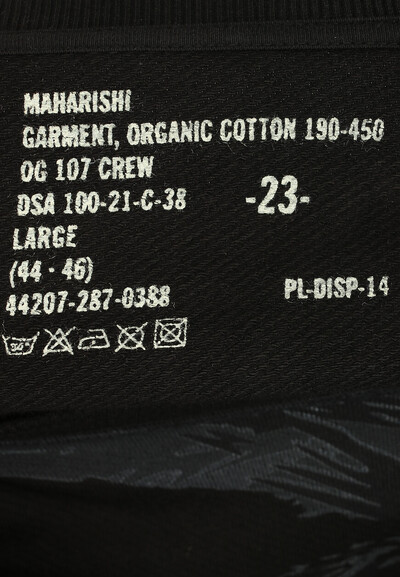 MAHARISHI
GARMENT, ORGANIC COTTON 190-450
OG 107 CREW
DSA 100-21-C-38 -23-
LARGE
(44 - 46)
44207-287-0388 PL-DISP-14
30°